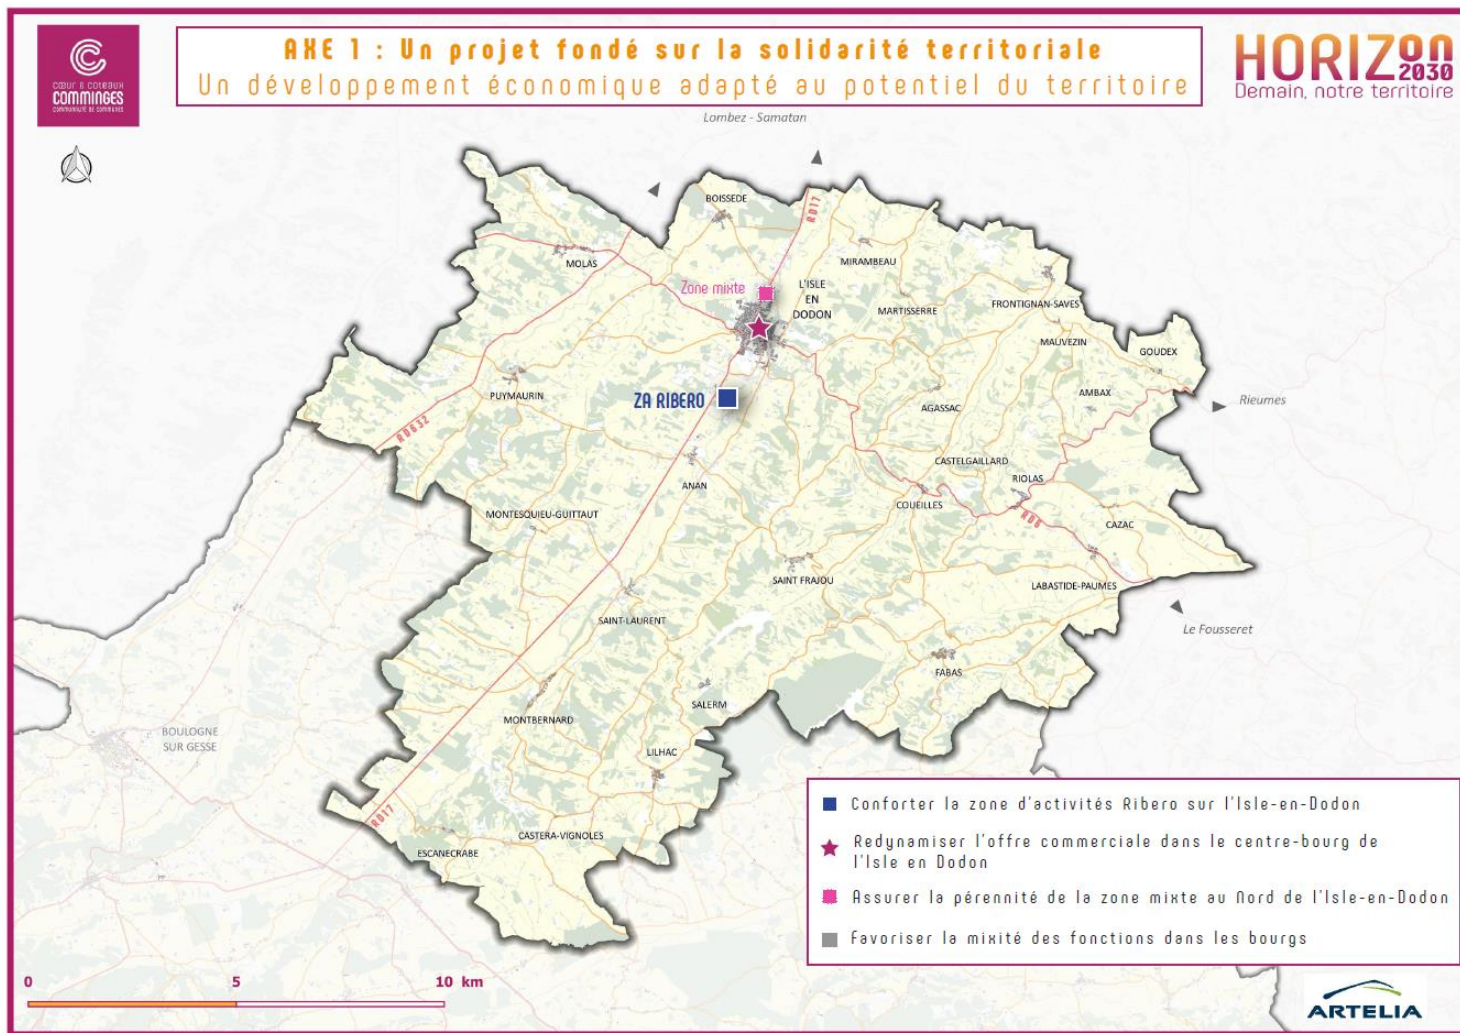 cœur & coteaux
COMMINGES
COMMUNAUTÉ DE COMMUNES
AXE 1 : Un projet fondé sur la solidarité territoriale
Un développement économique adapté au potentiel du territoire
HORIZON
2030
Demain, notre territoire
Lombez - Samatan
BOISSEDE
RD17
MOLAS
MIRAMBEAU
Zone mixte
L'ISLE
EN
DODON
MARTISSERRE
FRONTIGNAN-SAVES
MAUVEZIN
GOUDEX
PUYMAURIN
ZA RIBERO
AGASSAC
AMBAX
Rieumes
RD632
CASTELGAILLARD
RIOLAS
ANAN
COUEILLES
MONTESQUIEU-GUITTAUT
RD6
CAZAC
SAINT FRAJOU
LABASTIDE-PAUMES
SAINT-LAURENT
Le Fousseret
FABAS
SALERM
MONTBERNARD
BOULOGNE
SUR GESSE
LILHAC
RD17
CASTERA-VIGNOLES
ESCANECRABE
Conforter la zone d'activités Ribero sur l'Isle-en-Dodon
Redynamiser l'offre commerciale dans le centre-bourg de
l'Isle en Dodon
Assurer la pérennité de la zone mixte au Nord de l'Isle-en-Dodon
Favoriser la mixité des fonctions dans les bourgs
0 5 10 km
ARTELIA